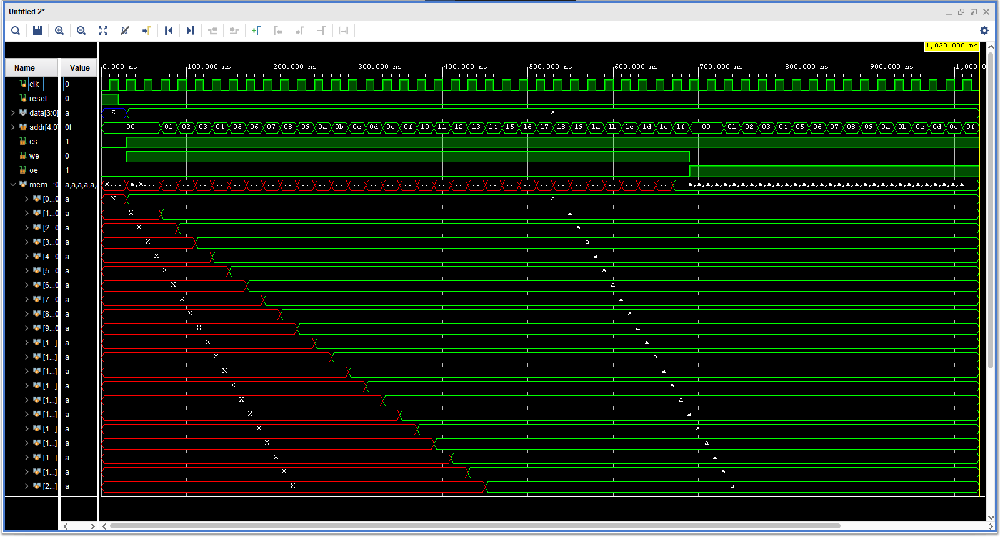 Untitled 2*
1,030.000 ns
Name Value
0.000 ns 100.000 ns 200.000 ns 300.000 ns 400.000 ns 500.000 ns 600.000 ns 700.000 ns 800.000 ns 900.000 ns 1,000.0
clk 0
reset 0
data[3:0] a Z a
addr[4:0] 0f 00 01 02 03 04 05 06 07 08 09 0a 0b 0c 0d 0e 0f 10 11 12 13 14 15 16 17 18 19 1a 1b 1c 1d 1e 1f 00 01 02 03 04 05 06 07 08 09 0a 0b 0c 0d 0e 0f
cs 1
we 0
oe 1
mem...:0 a,a,a,a,a, X... a,X... .. .. .. .. .. .. .. .. .. .. .. .. .. .. .. .. .. .. .. .. .. .. .. .. .. .. .. .. .. .. a,a,a,a,a,a,a,a,a,a,a,a,a,a,a,a,a,a,a,a,a,a,a,a,a,a,a,a,a,a,a,a
[0...0 a X a
[1...0 a X a
[2...0 a X a
[3...0 a X a
[4...0 a X a
[5...0 a X a
[6...0 a X a
[7...0 a X a
[8...0 a X a
[9...0 a X a
[1...] a X a
[1...] a X a
[1...] a X a
[1...] a X a
[1...] a X a
[1...] a X a
[1...] a X a
[1...] a X a
[1...] a X a
[1...] a X a
[2...] a X a